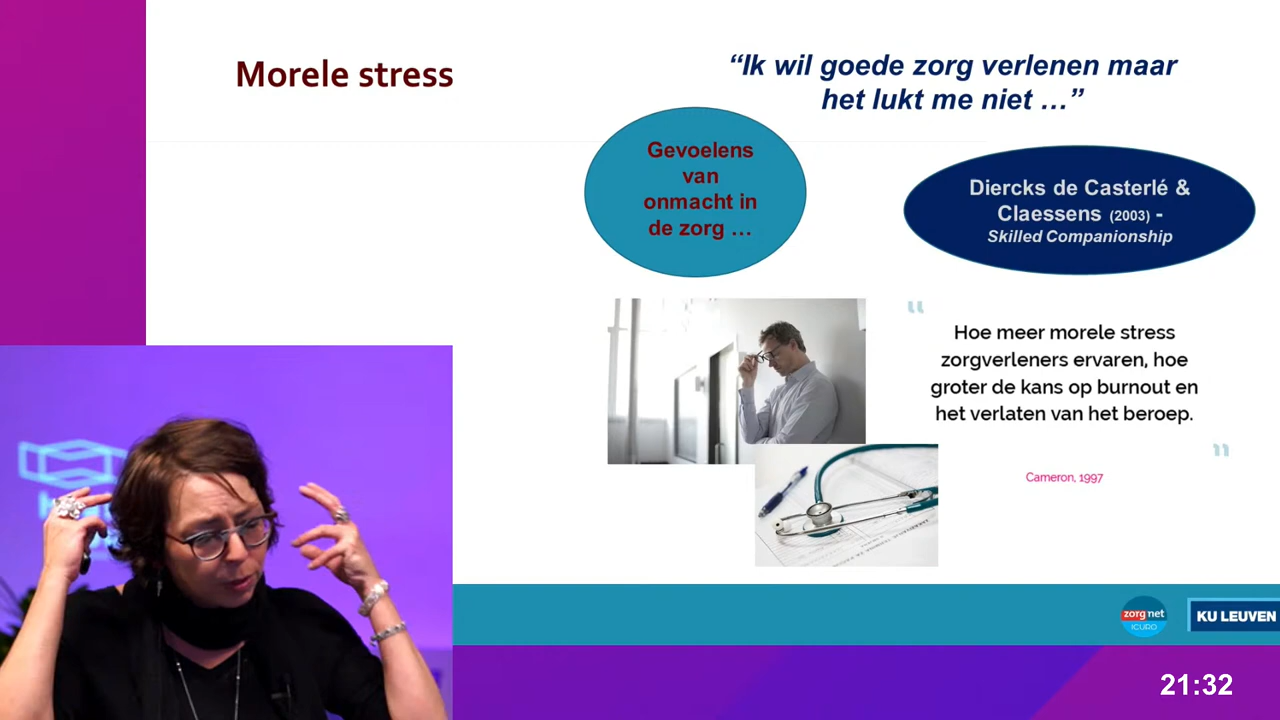 Morele stress
“Ik wil goede zorg verlenen maar
het lukt me niet …”
Gevoelens
van
onmacht in
de zorg …
Diercks de Casterlé &
Claessens (2003) -
Skilled Companionship
“
Hoe meer morele stress
zorgverleners ervaren, hoe
groter de kans op burnout en
het verlaten van het beroep.
”
Cameron, 1997
zorgnet
ICURO
KU LEUVEN
21:32